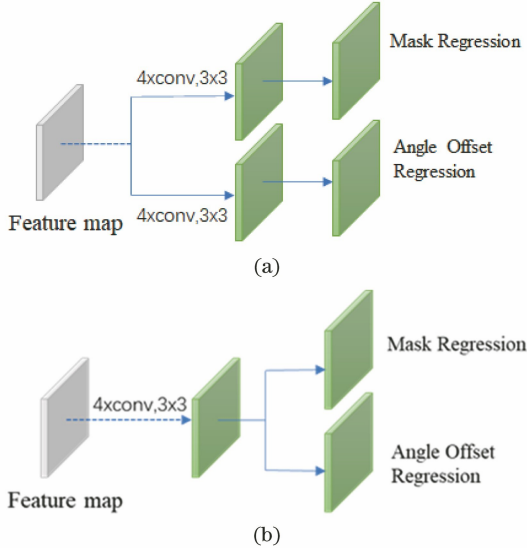 Mask Regression
4xconv,3x3
Angle Offset
Regression
4xconv,3x3
Feature map
(a)
Mask Regression
4xconv,3x3
Angle Offset
Regression
Feature map
(b)